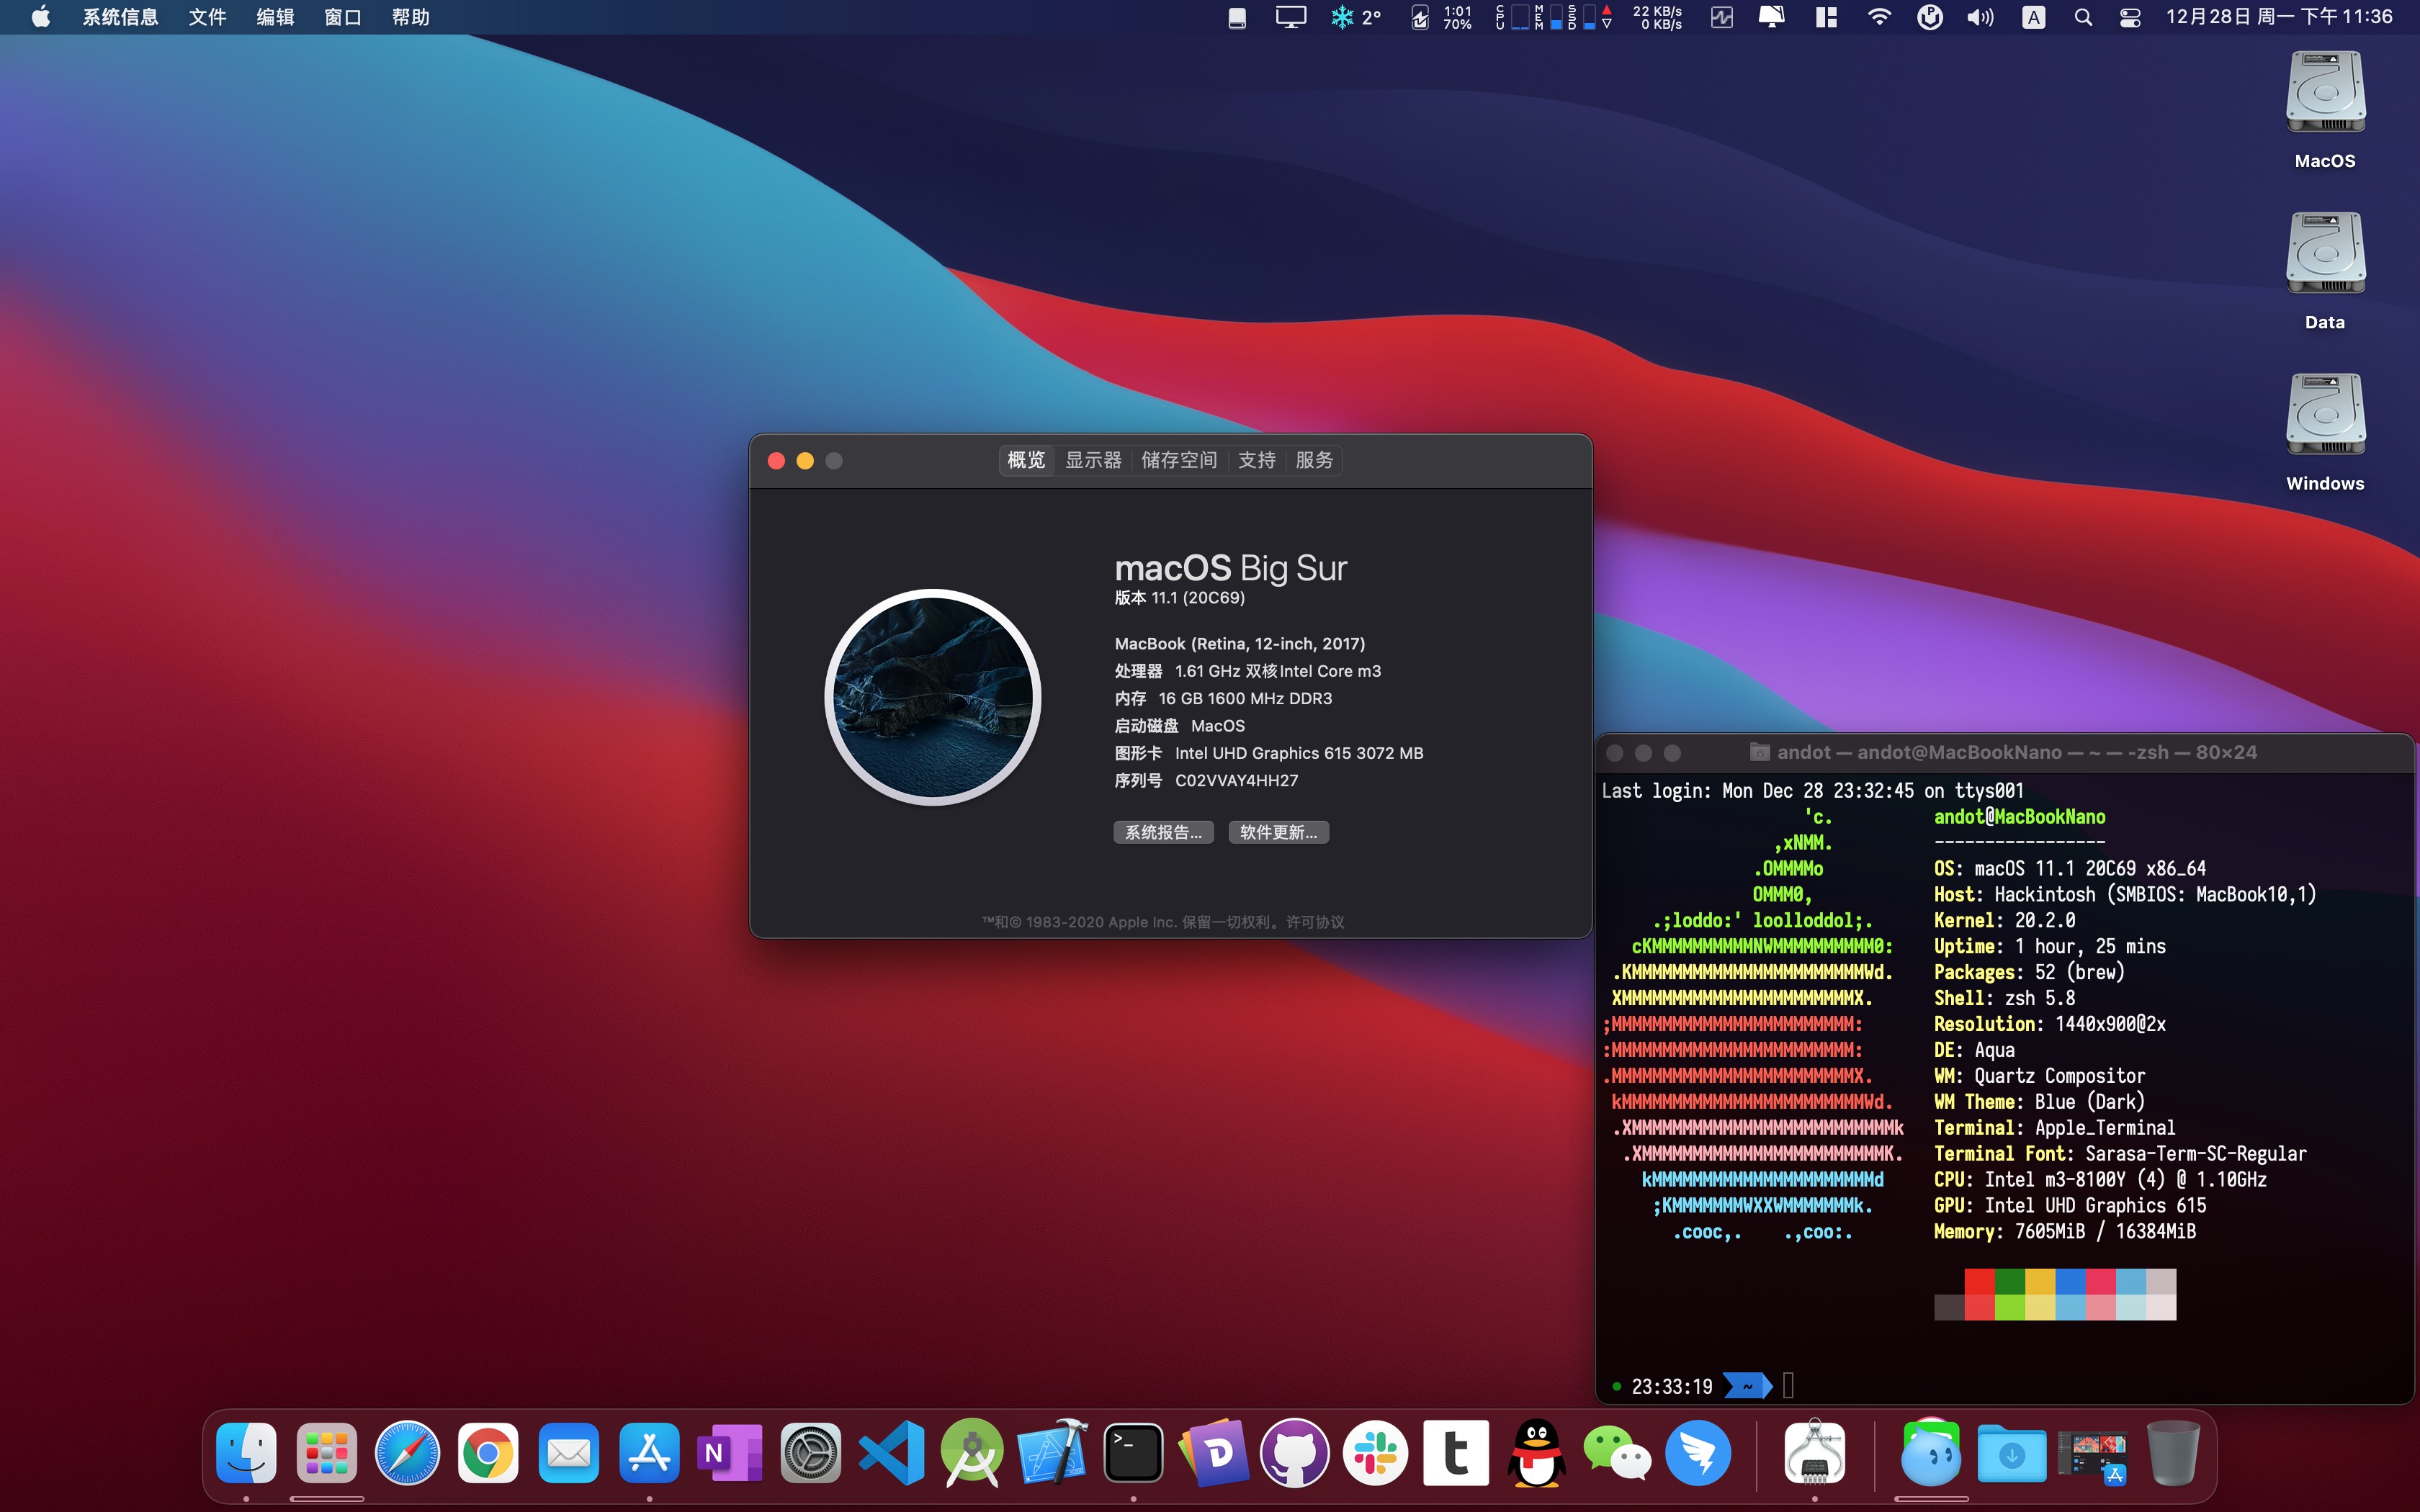 系统信息 文件 编辑 窗口 帮助 2° 1:01 70% CPU MEM SSD 22 KB/s 0 KB/s A 12月28日 周一 下午 11:36
MacOS
Data
Windows
概览 显示器 储存空间 支持 服务
macOS Big Sur
版本 11.1 (20C69)
MacBook (Retina, 12-inch, 2017)
处理器 1.61 GHz 双核Intel Core m3
内存 16 GB 1600 MHz DDR3
启动磁盘 MacOS
图形卡 Intel UHD Graphics 615 3072 MB
序列号 C02VVAY4HH27
系统报告... 软件更新...
™和© 1983-2020 Apple Inc. 保留一切权利。许可协议
andot — andot@MacBookNano — ~ — -zsh — 80×24
Last login: Mon Dec 28 23:32:45 on ttys001
'c. andot@MacBookNano
,xNMM. -----------------
.OMMMMo OS: macOS 11.1 20C69 x86_64
OMMM0, Host: Hackintosh (SMBIOS: MacBook10,1)
.;loddo:' loolloddol;. Kernel: 20.2.0
cKMMMMMMMMMMNWMMMMMMMMMM0: Uptime: 1 hour, 25 mins
.KMMMMMMMMMMMMMMMMMMMMMMMWd. Packages: 52 (brew)
XMMMMMMMMMMMMMMMMMMMMMMMX. Shell: zsh 5.8
;MMMMMMMMMMMMMMMMMMMMMMMM: Resolution: 1440x900@2x
:MMMMMMMMMMMMMMMMMMMMMMMM: DE: Aqua
.MMMMMMMMMMMMMMMMMMMMMMMMX. WM: Quartz Compositor
kMMMMMMMMMMMMMMMMMMMMMMMMWd. WM Theme: Blue (Dark)
.XMMMMMMMMMMMMMMMMMMMMMMMMMMk Terminal: Apple_Terminal
.XMMMMMMMMMMMMMMMMMMMMMMMMK. Terminal Font: Sarasa-Term-SC-Regular
kMMMMMMMMMMMMMMMMMMMMMMd CPU: Intel m3-8100Y (4) @ 1.10GHz
;KMMMMMMMWXXWMMMMMMMk. GPU: Intel UHD Graphics 615
.cooc,. .,coo:. Memory: 7605MiB / 16384MiB
23:33:19 ~
N >_ D t